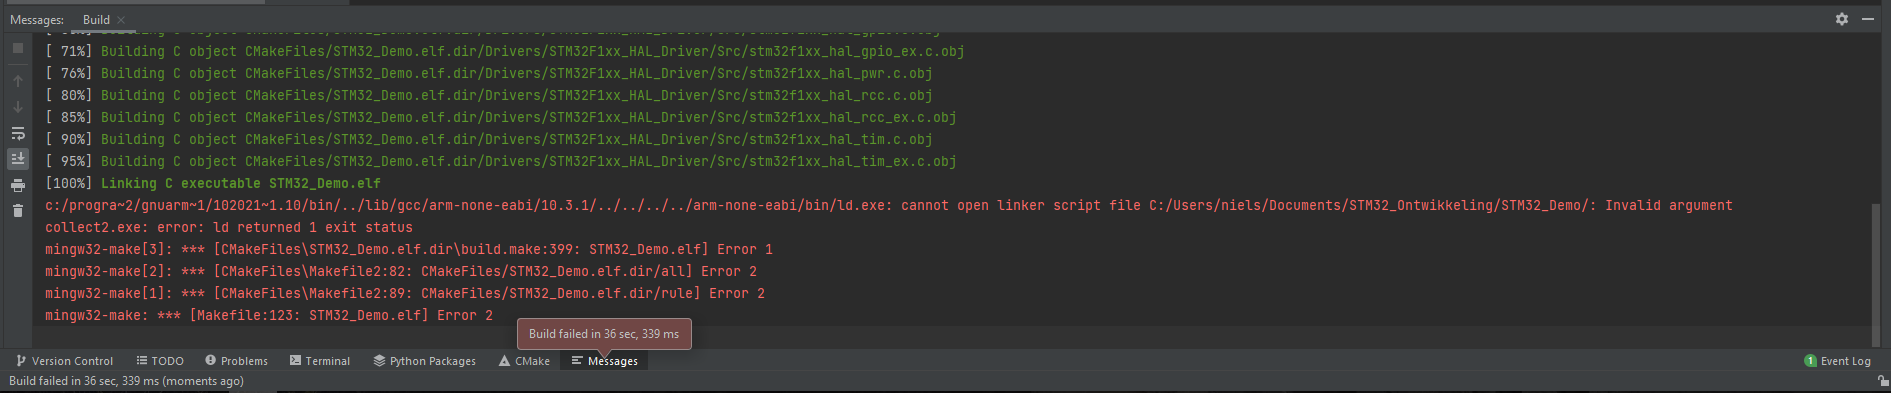 Messages: Build
[ 71%] Building C object CMakeFiles/STM32_Demo.elf.dir/Drivers/STM32F1xx_HAL_Driver/Src/stm32f1xx_hal_gpio_ex.c.obj
[ 76%] Building C object CMakeFiles/STM32_Demo.elf.dir/Drivers/STM32F1xx_HAL_Driver/Src/stm32f1xx_hal_pwr.c.obj
[ 80%] Building C object CMakeFiles/STM32_Demo.elf.dir/Drivers/STM32F1xx_HAL_Driver/Src/stm32f1xx_hal_rcc.c.obj
[ 85%] Building C object CMakeFiles/STM32_Demo.elf.dir/Drivers/STM32F1xx_HAL_Driver/Src/stm32f1xx_hal_rcc_ex.c.obj
[ 90%] Building C object CMakeFiles/STM32_Demo.elf.dir/Drivers/STM32F1xx_HAL_Driver/Src/stm32f1xx_hal_tim.c.obj
[ 95%] Building C object CMakeFiles/STM32_Demo.elf.dir/Drivers/STM32F1xx_HAL_Driver/Src/stm32f1xx_hal_tim_ex.c.obj
[100%] Linking C executable STM32_Demo.elf
c:/progra~2/gnuarm~1/102021~1.10/bin/../lib/gcc/arm-none-eabi/10.3.1/../../../../arm-none-eabi/bin/ld.exe: cannot open linker script file C:/Users/niels/Documents/STM32_Ontwikkeling/STM32_Demo/: Invalid argument
collect2.exe: error: ld returned 1 exit status
mingw32-make[3]: *** [CMakeFiles\STM32_Demo.elf.dir\build.make:399: STM32_Demo.elf] Error 1
mingw32-make[2]: *** [CMakeFiles\Makefile2:82: CMakeFiles/STM32_Demo.elf.dir/all] Error 2
mingw32-make[1]: *** [CMakeFiles\Makefile2:89: CMakeFiles/STM32_Demo.elf.dir/rule] Error 2
mingw32-make: *** [Makefile:123: STM32_Demo.elf] Error 2
Build failed in 36 sec, 339 ms
Version Control TODO Problems Terminal Python Packages CMake Messages 1 Event Log
Build failed in 36 sec, 339 ms (moments ago)